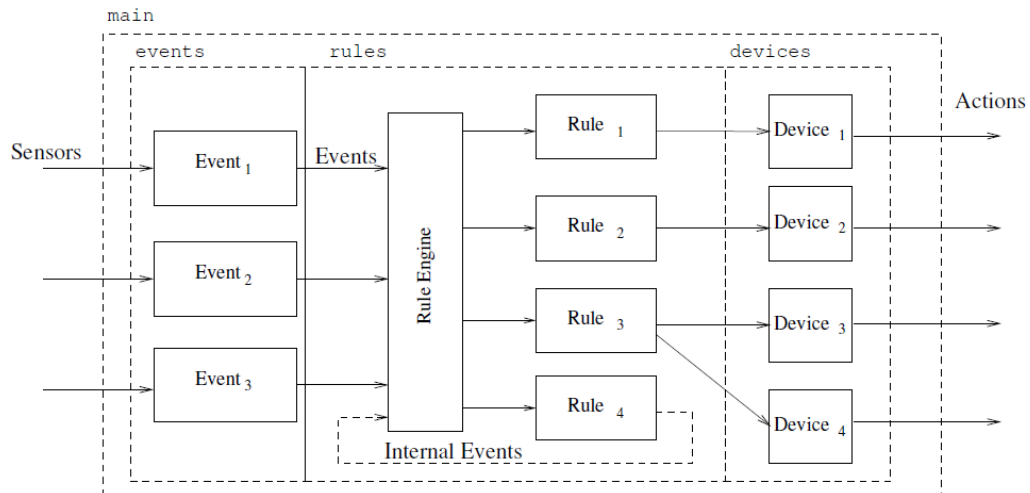 main
events
rules
devices
Sensors
Events
Actions
Event 1
Event 2
Event 3
Rule Engine
Rule 1
Rule 2
Rule 3
Rule 4
Internal Events
Device 1
Device 2
Device 3
Device 4